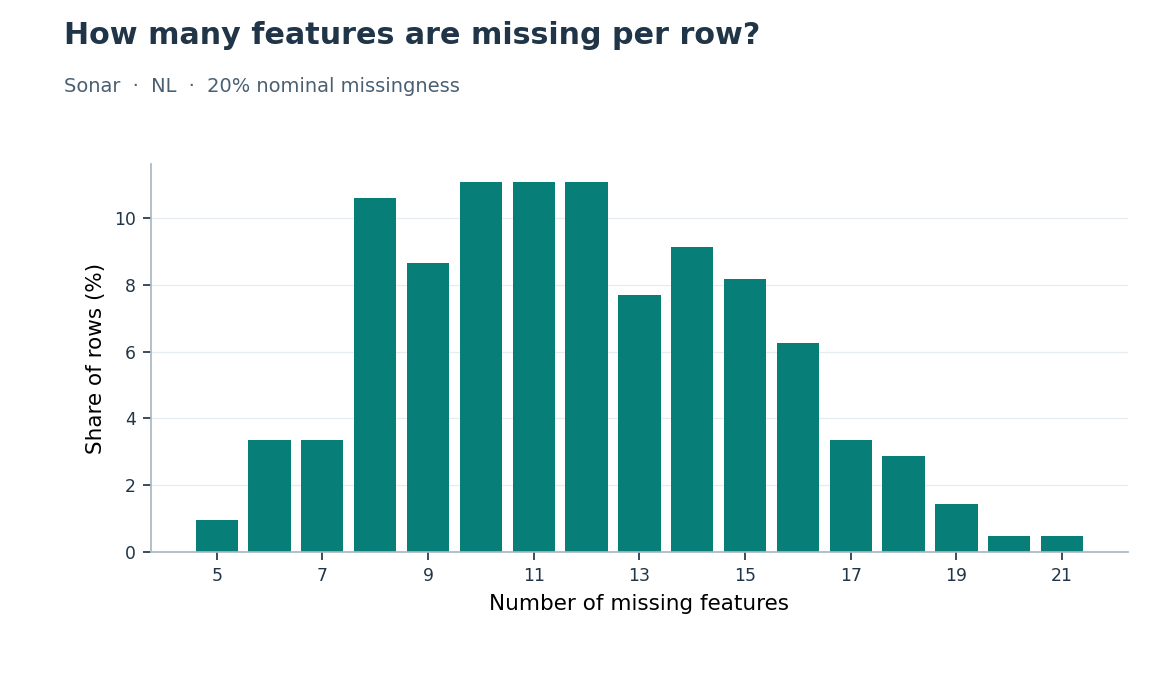 How many features are missing per row?
Sonar · NL · 20% nominal missingness
10
8
6
4
2
0
Share of rows (%)
5 7 9 11 13 15 17 19 21
Number of missing features